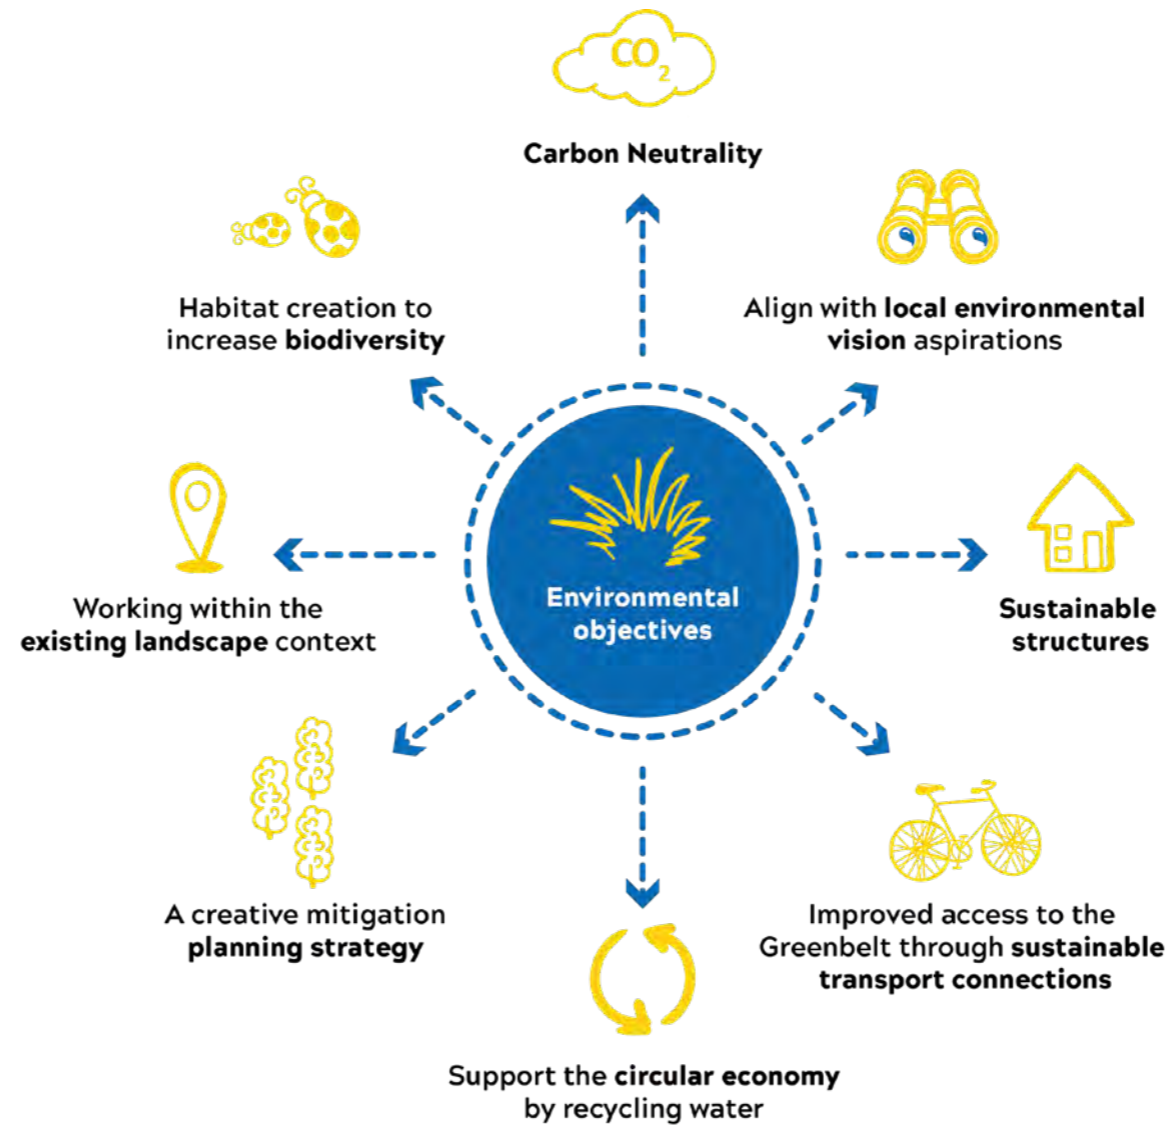 CO2
Carbon Neutrality
Align with local environmental
vision aspirations
Sustainable
structures
Improved access to the
Greenbelt through sustainable
transport connections
Support the circular economy
by recycling water
A creative mitigation
planning strategy
Working within the
existing landscape context
Habitat creation to
increase biodiversity
Environmental
objectives